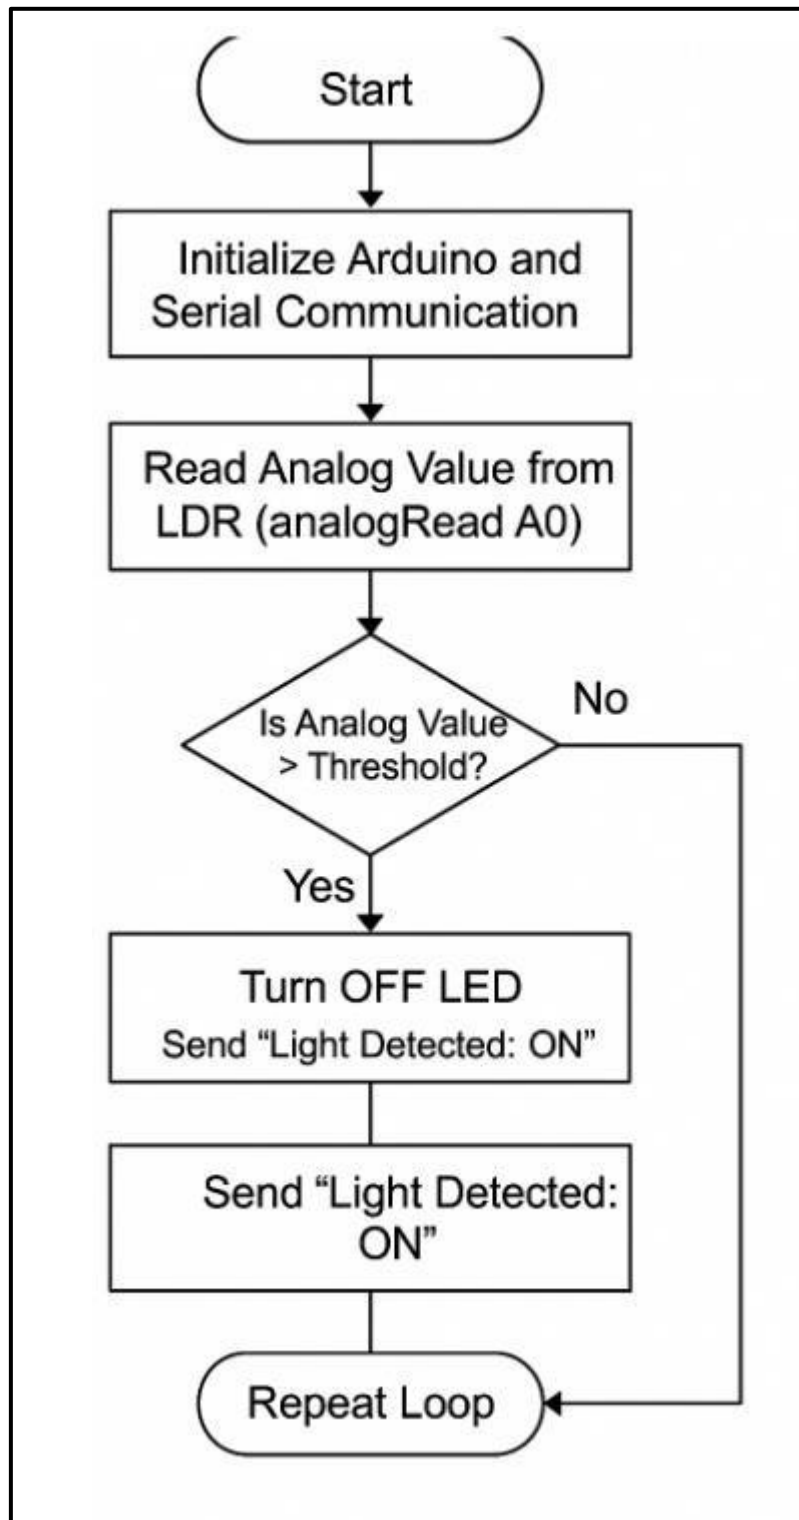 Start
Initialize Arduino and
Serial Communication
Read Analog Value from
LDR (analogRead A0)
Is Analog Value
> Threshold?
No
Yes
Turn OFF LED
Send “Light Detected: ON”
Send “Light Detected:
ON”
Repeat Loop